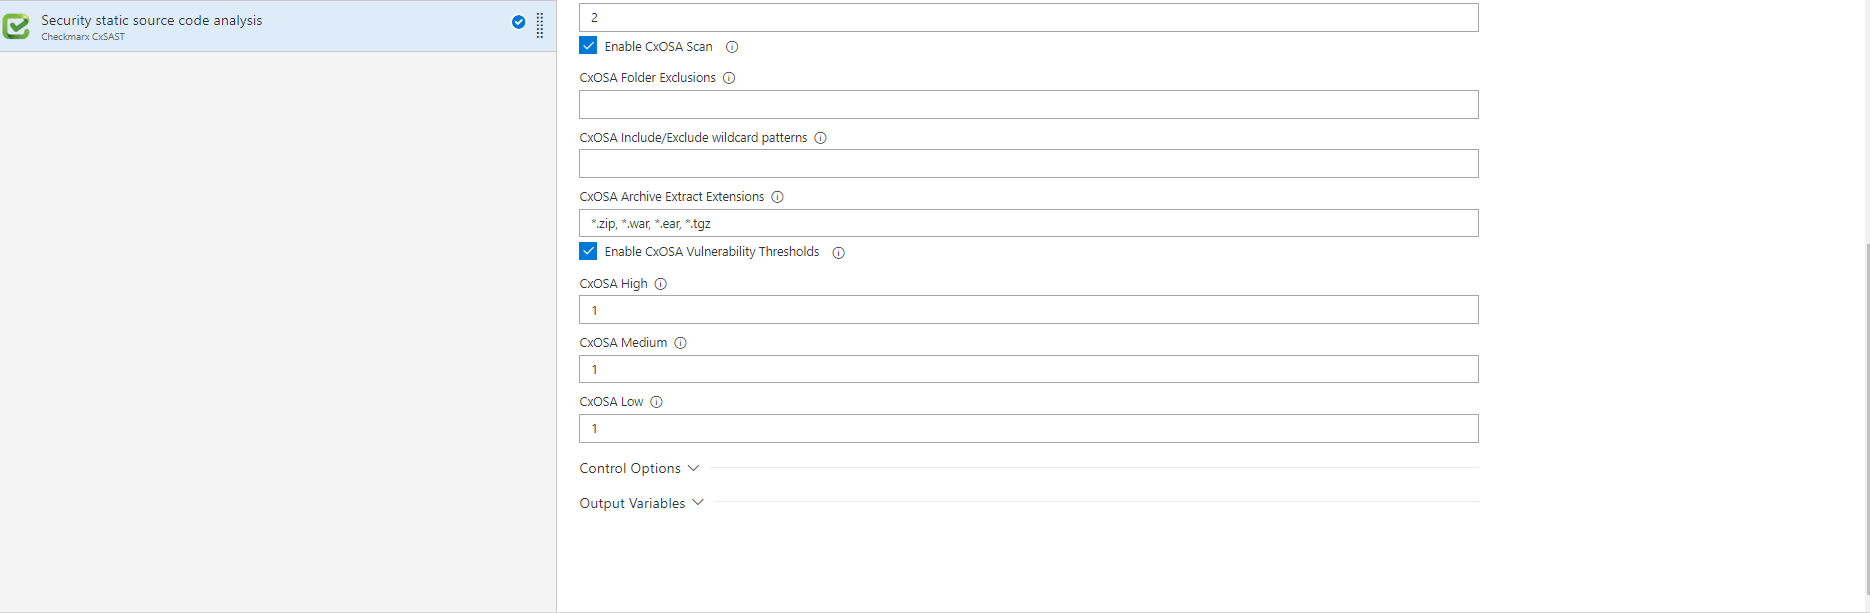 Security static source code analysis
Checkmarx CxSAST
2
Enable CxOSA Scan
CxOSA Folder Exclusions
CxOSA Include/Exclude wildcard patterns
CxOSA Archive Extract Extensions
*.zip, *.war, *.ear, *.tgz
Enable CxOSA Vulnerability Thresholds
CxOSA High
1
CxOSA Medium
1
CxOSA Low
1
Control Options
Output Variables